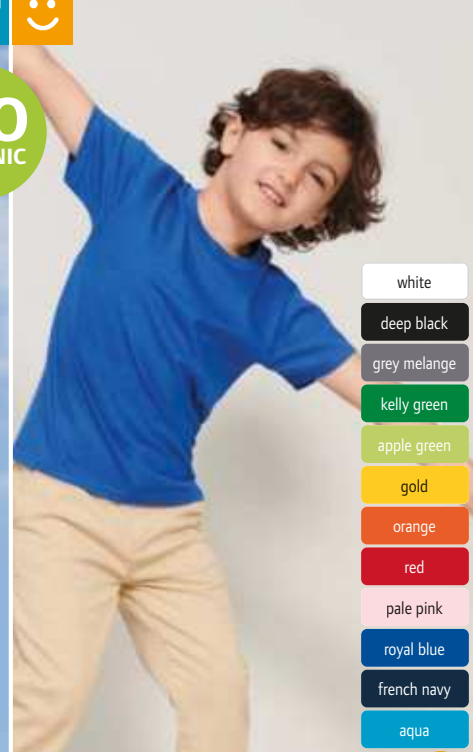 white
deep black
grey melange
kelly green
apple green
gold
orange
red
pale pink
royal blue
french navy
aqua